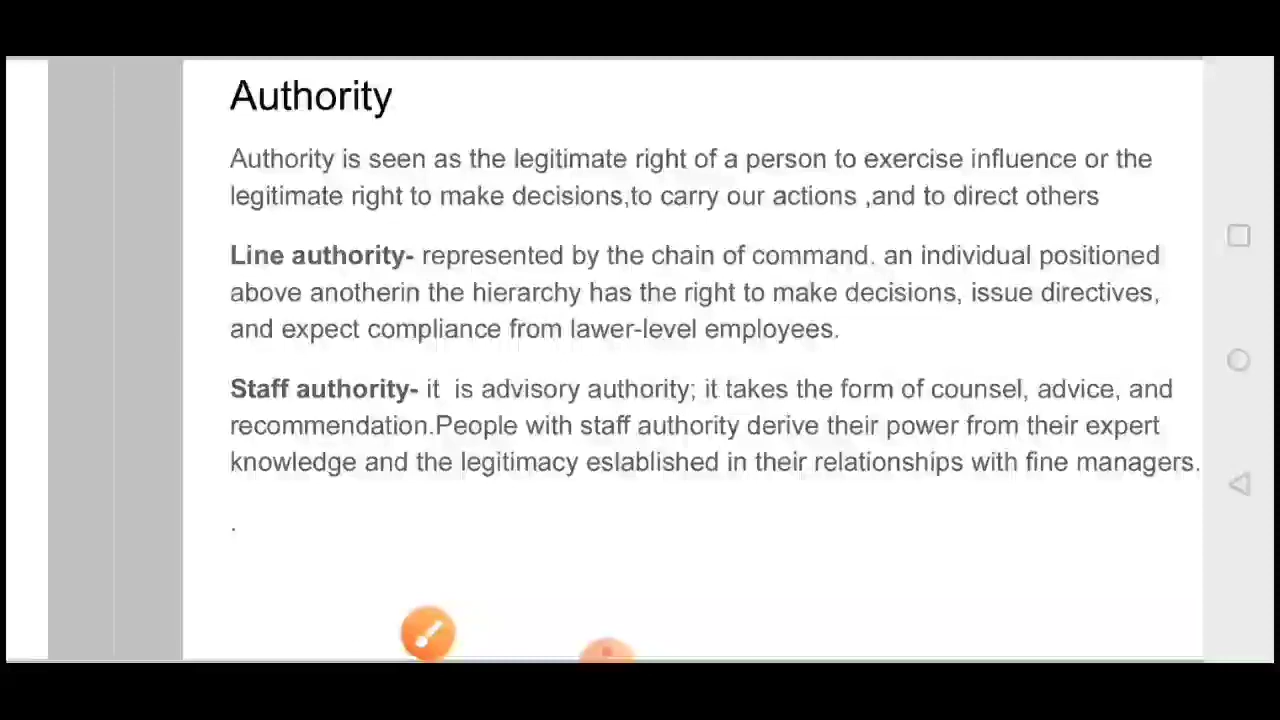 Authority
Authority is seen as the legitimate right of a person to exercise influence or the
legitimate right to make decisions,to carry our actions ,and to direct others
Line authority- represented by the chain of command. an individual positioned
above anotherin the hierarchy has the right to make decisions, issue directives,
and expect compliance from lawer-level employees.
Staff authority- it  is advisory authority; it takes the form of counsel, advice, and
recommendation.People with staff authority derive their power from their expert
knowledge and the legitimacy eslablished in their relationships with fine managers.
.